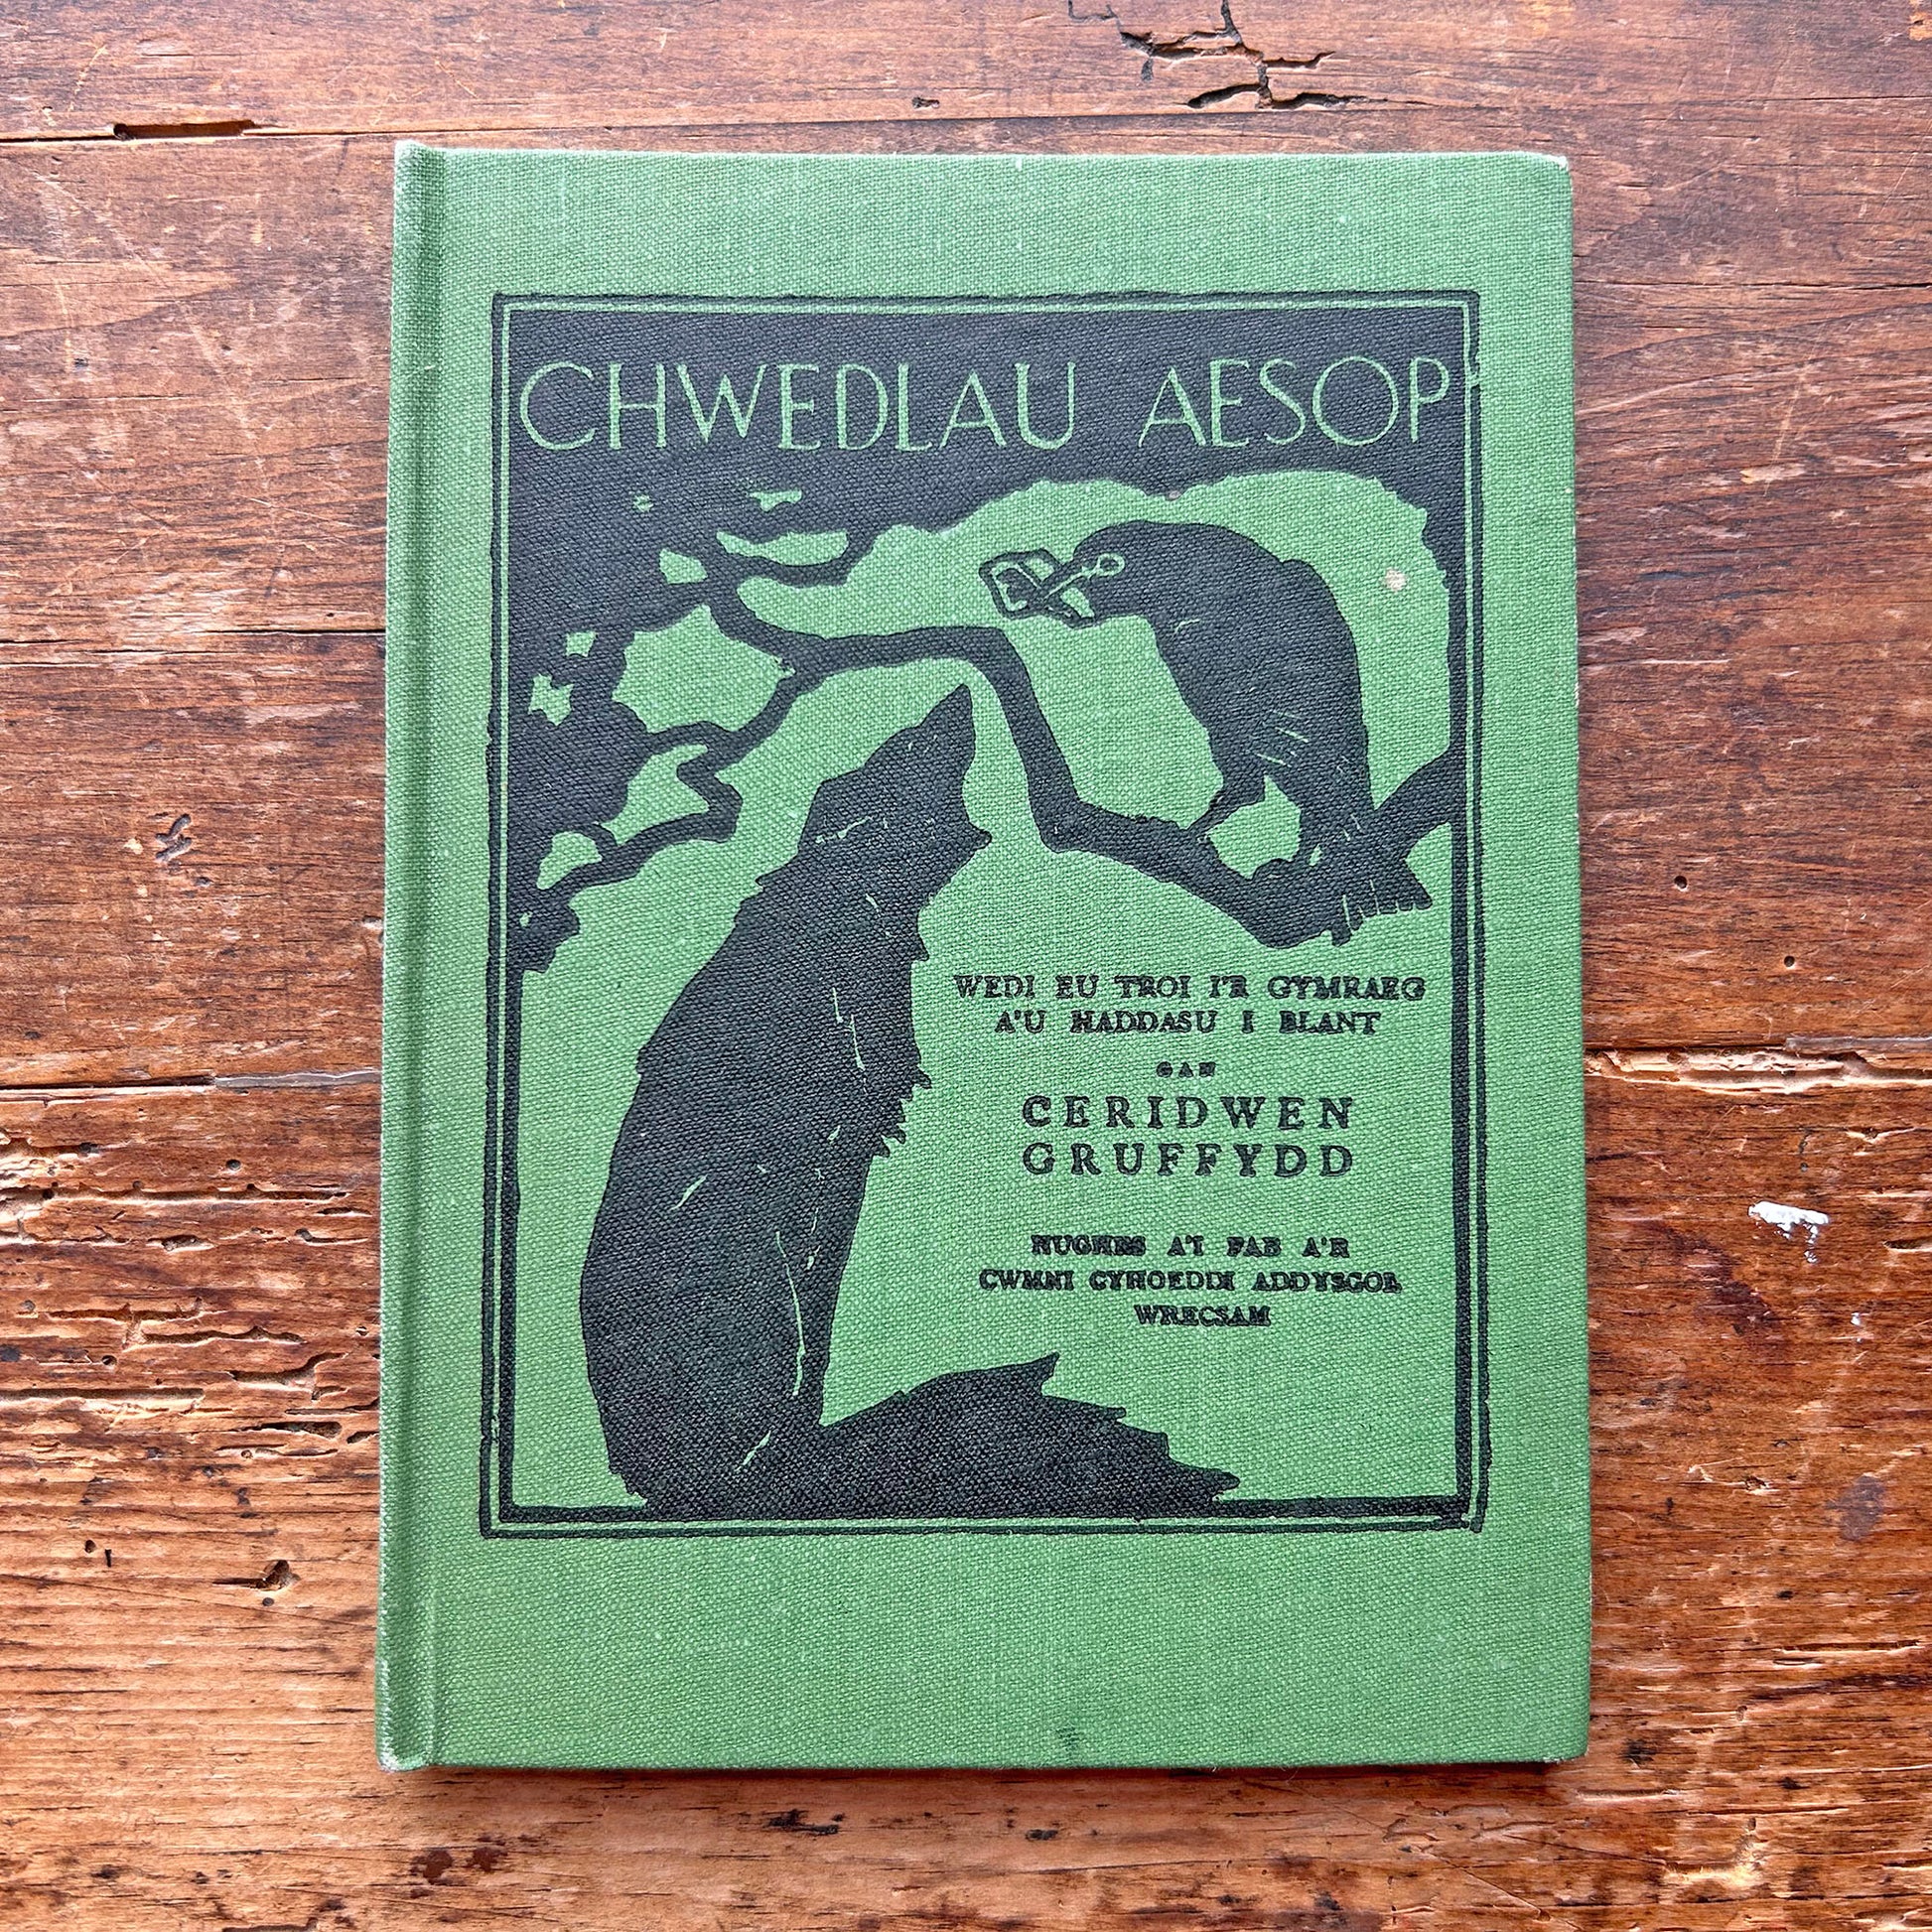 CHWEDLAU AESOP
WEDI EU TROI I'R GYMRAEG
A'U HADDASU I BLANT
GAN
CERIDWEN
GRUFFYDD
HUGHES A'I FAB A'R
CWMNI CYHOEDDI ADDYSGOL
WRECSAM